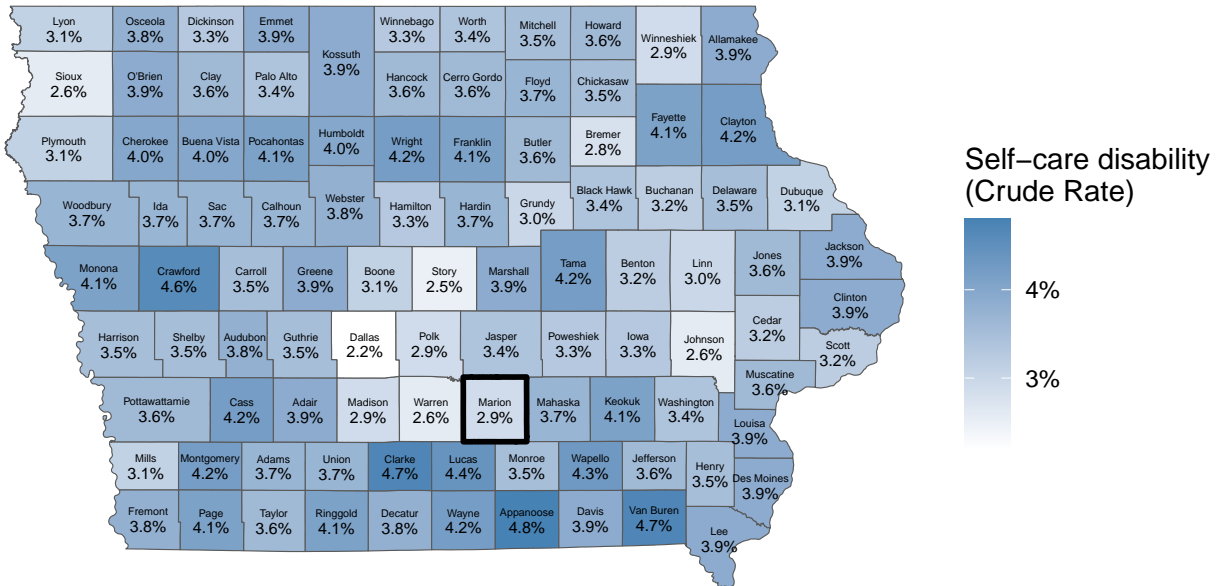 Lyon
3.1%
Osceola
3.8%
Dickinson
3.3%
Emmet
3.9%
Kossuth
3.9%
Winnebago
3.3%
Worth
3.4%
Mitchell
3.5%
Howard
3.6%
Winneshiek
2.9%
Allamakee
3.9%
Sioux
2.6%
O'Brien
3.9%
Clay
3.6%
Palo Alto
3.4%
Hancock
3.6%
Cerro Gordo
3.6%
Floyd
3.7%
Chickasaw
3.5%
Fayette
4.1%
Clayton
4.2%
Plymouth
3.1%
Cherokee
4.0%
Buena Vista
4.0%
Pocahontas
4.1%
Humboldt
4.0%
Wright
4.2%
Franklin
4.1%
Butler
3.6%
Bremer
2.8%
Woodbury
3.7%
Ida
3.7%
Sac
3.7%
Calhoun
3.7%
Webster
3.8%
Hamilton
3.3%
Hardin
3.7%
Grundy
3.0%
Black Hawk
3.4%
Buchanan
3.2%
Delaware
3.5%
Dubuque
3.1%
Monona
4.1%
Crawford
4.6%
Carroll
3.5%
Greene
3.9%
Boone
3.1%
Story
2.5%
Marshall
3.9%
Tama
4.2%
Benton
3.2%
Linn
3.0%
Jones
3.6%
Jackson
3.9%
Clinton
3.9%
Harrison
3.5%
Shelby
3.5%
Audubon
3.8%
Guthrie
3.5%
Dallas
2.2%
Polk
2.9%
Jasper
3.4%
Poweshiek
3.3%
Iowa
3.3%
Johnson
2.6%
Cedar
3.2%
Scott
3.2%
Muscatine
3.6%
Pottawattamie
3.6%
Cass
4.2%
Adair
3.9%
Madison
2.9%
Warren
2.6%
Marion
2.9%
Mahaska
3.7%
Keokuk
4.1%
Washington
3.4%
Louisa
3.9%
Mills
3.1%
Montgomery
4.2%
Adams
3.7%
Union
3.7%
Clarke
4.7%
Lucas
4.4%
Monroe
3.5%
Wapello
4.3%
Jefferson
3.6%
Henry
3.5%
Des Moines
3.9%
Fremont
3.8%
Page
4.1%
Taylor
3.6%
Ringgold
4.1%
Decatur
3.8%
Wayne
4.2%
Appanoose
4.8%
Davis
3.9%
Van Buren
4.7%
Lee
3.9%
Self−care disability
(Crude Rate)
4%
3%